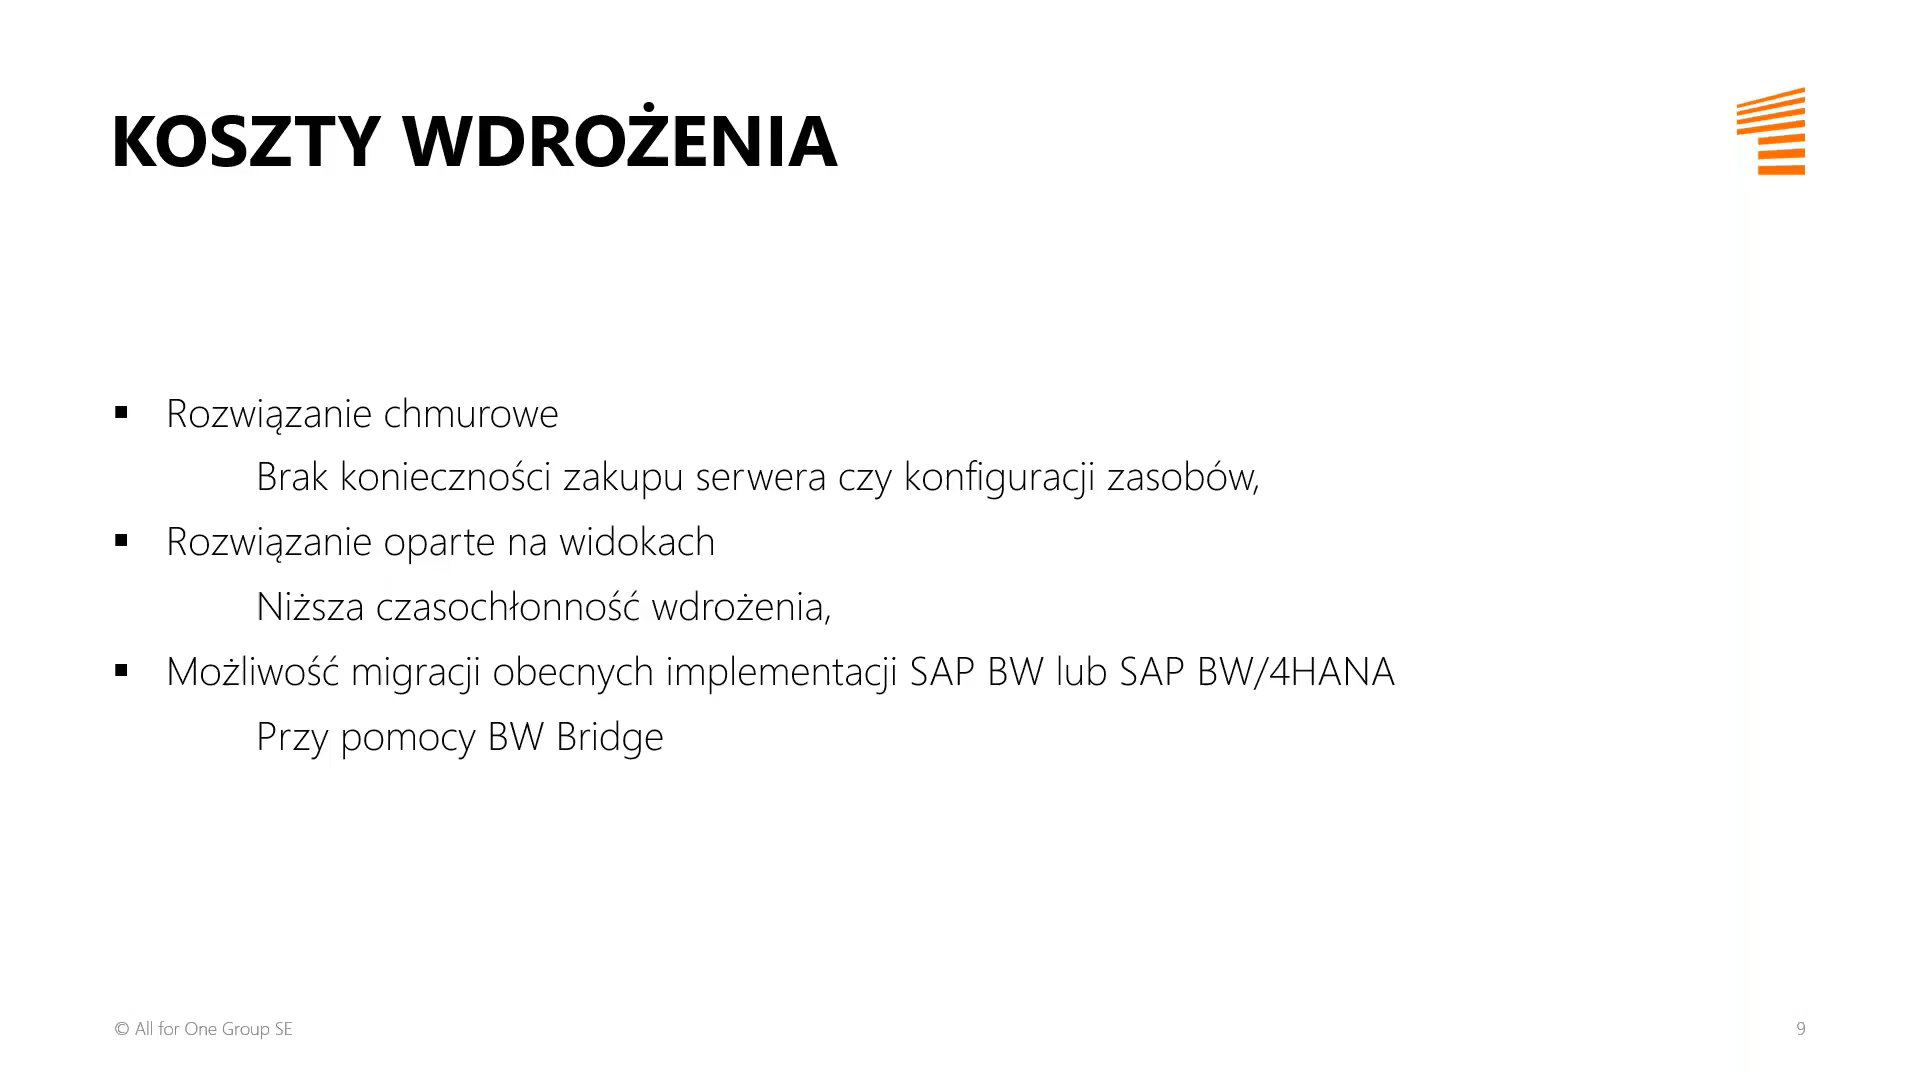 KOSZTY WDROŻENIA
▪ Rozwiązanie chmurowe
Brak konieczności zakupu serwera czy konfiguracji zasobów,
▪ Rozwiązanie oparte na widokach
Niższa czasochłonność wdrożenia,
▪ Możliwość migracji obecnych implementacji SAP BW lub SAP BW/4HANA
Przy pomocy BW Bridge
© All for One Group SE
9